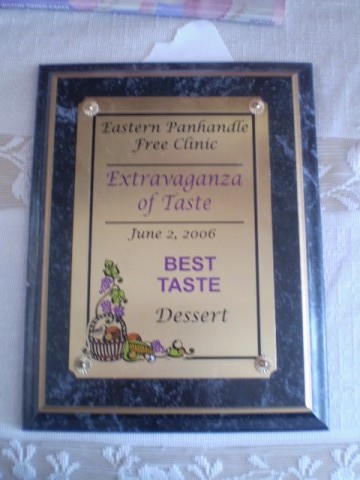 Eastern Panhandle
Free Clinic
Extravaganza
of Taste
June 2, 2006
BEST
TASTE
Dessert